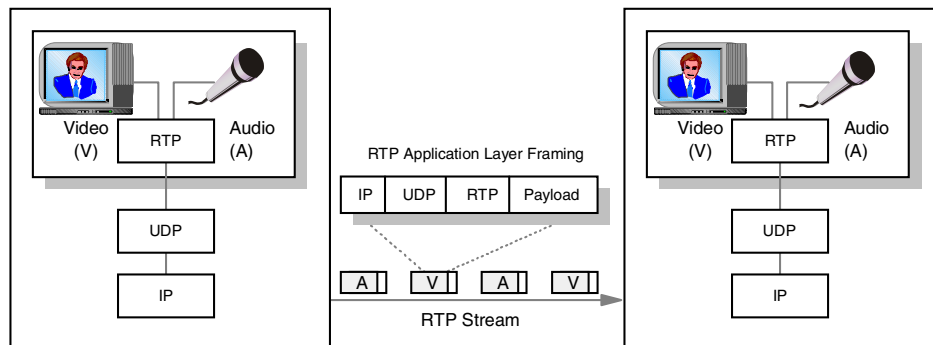 Video
(V)
RTP
Audio
(A)
UDP
IP
RTP Application Layer Framing
IP UDP RTP Payload
A V A V
RTP Stream
Video
(V)
RTP
Audio
(A)
UDP
IP